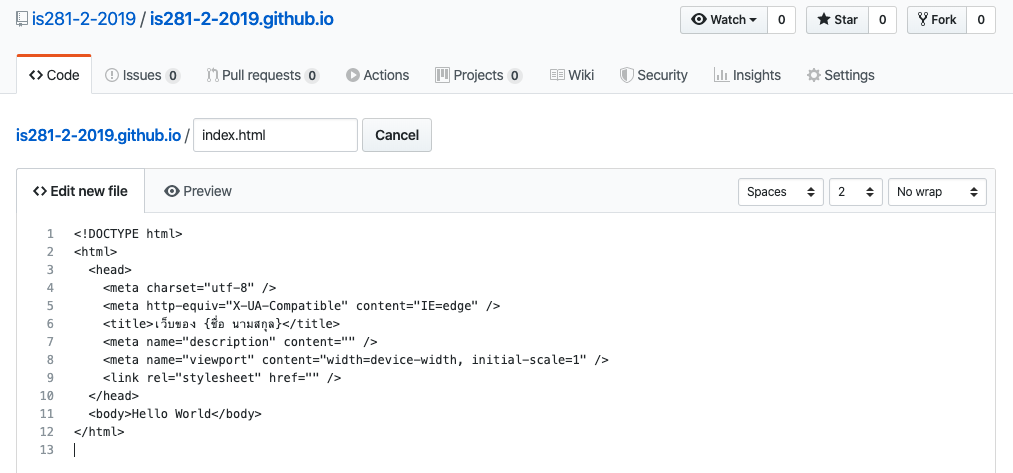 is281-2-2019 / is281-2-2019.github.io Watch 0 Star 0 Fork 0
Code Issues 0 Pull requests 0 Actions Projects 0 Wiki Security Insights Settings
is281-2-2019.github.io / index.html Cancel
Edit new file Preview Spaces 2 No wrap
1 <!DOCTYPE html>
2 <html>
3 <head>
4 <meta charset="utf-8" />
5 <meta http-equiv="X-UA-Compatible" content="IE=edge" />
6 <title>เว็บของ {ชื่อ นามสกุล}</title>
7 <meta name="description" content="" />
8 <meta name="viewport" content="width=device-width, initial-scale=1" />
9 <link rel="stylesheet" href="" />
10 </head>
11 <body>Hello World</body>
12 </html>
13